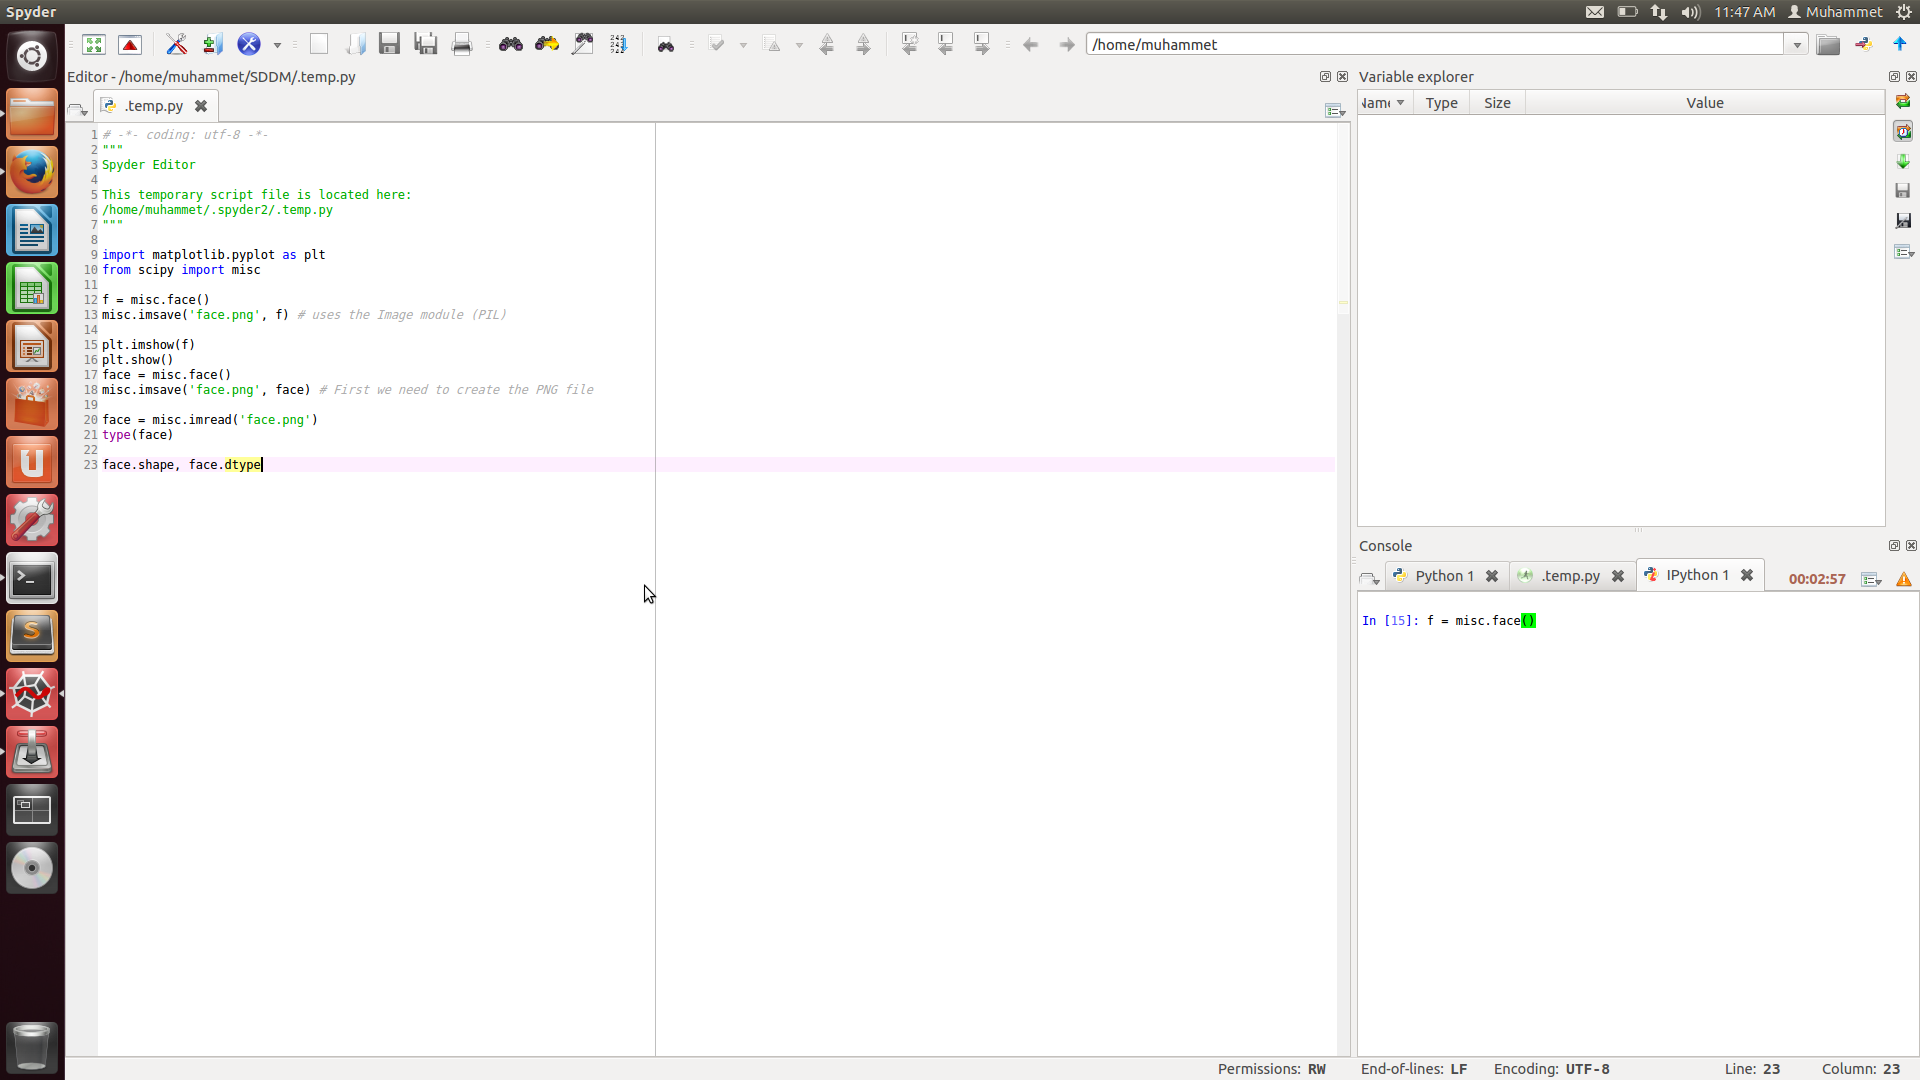 Spyder
11:47 AM
Muhammet
/home/muhammet
Editor - /home/muhammet/SDDM/.temp.py
.temp.py
1 # -*- coding: utf-8 -*-
2 """
3 Spyder Editor
4
5 This temporary script file is located here:
6 /home/muhammet/.spyder2/.temp.py
7 """
8
9 import matplotlib.pyplot as plt
10 from scipy import misc
11
12 f = misc.face()
13 misc.imsave('face.png', f) # uses the Image module (PIL)
14
15 plt.imshow(f)
16 plt.show()
17 face = misc.face()
18 misc.imsave('face.png', face) # First we need to create the PNG file
19
20 face = misc.imread('face.png')
21 type(face)
22
23 face.shape, face.dtype
Variable explorer
Name Type Size Value
Console
Python 1 .temp.py IPython 1 00:02:57
In [15]: f = misc.face()
Permissions: RW End-of-lines: LF Encoding: UTF-8 Line: 23 Column: 23